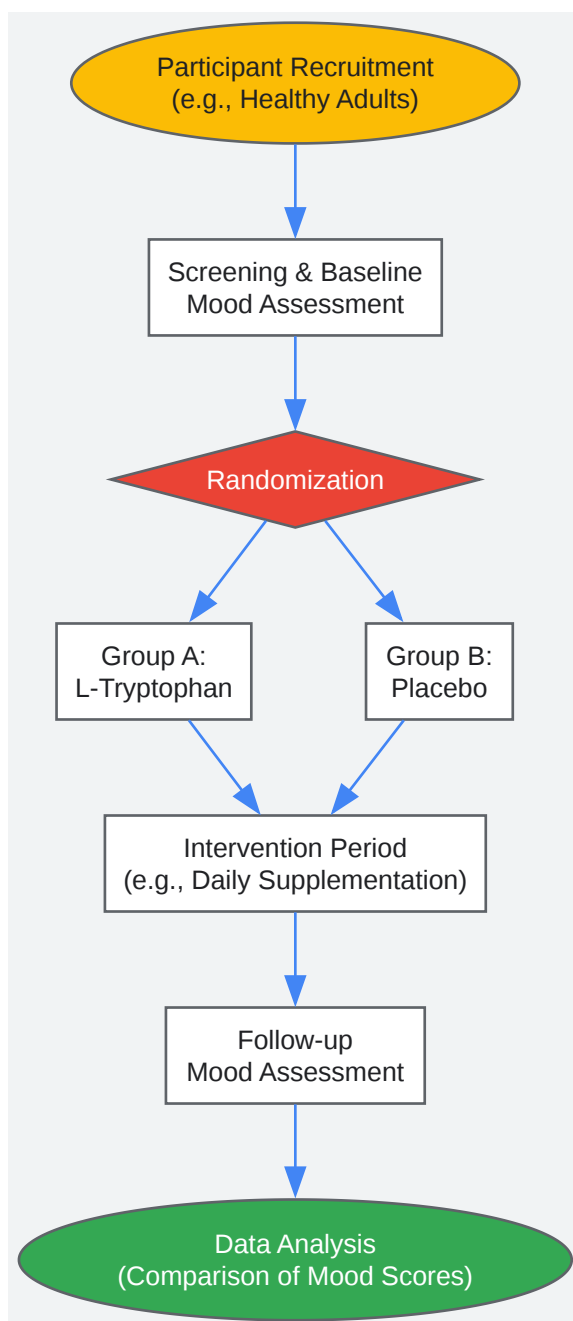 Participant Recruitment
(e.g., Healthy Adults)
Screening & Baseline
Mood Assessment
Randomization
Group A:
L-Tryptophan
Group B:
Placebo
Intervention Period
(e.g., Daily Supplementation)
Follow-up
Mood Assessment
Data Analysis
(Comparison of Mood Scores)